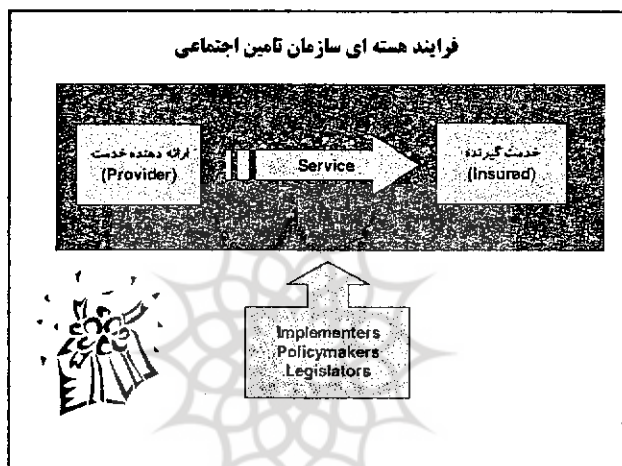 فرایند هسته ای سازمان تامین اجتماعی
ارائه دهنده خدمت
(Provider)
Service
خدمت گیرنده
(Insured)
Implementers
Policymakers
Legislators